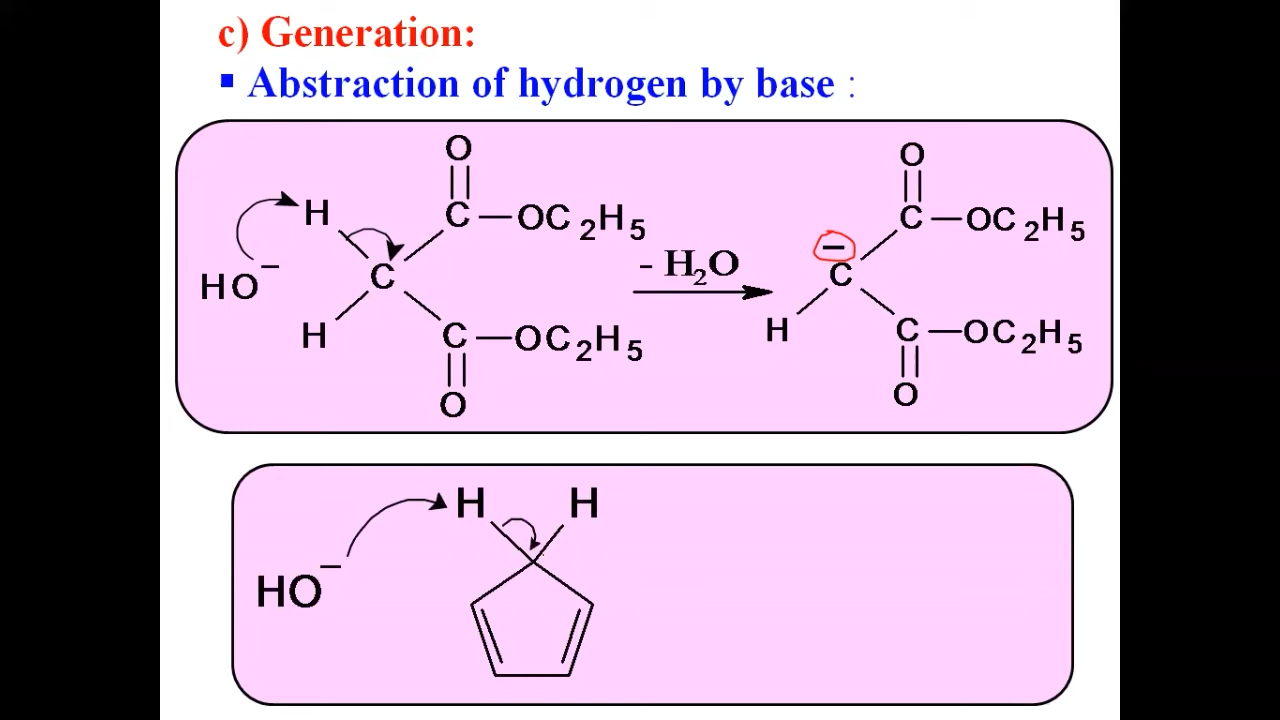 c) Generation:
▪ Abstraction of hydrogen by base :
O O
H C—OC2H5 C—OC2H5
HO− C - H2O − C
H C—OC2H5 H C—OC2H5
O O
H H
HO−